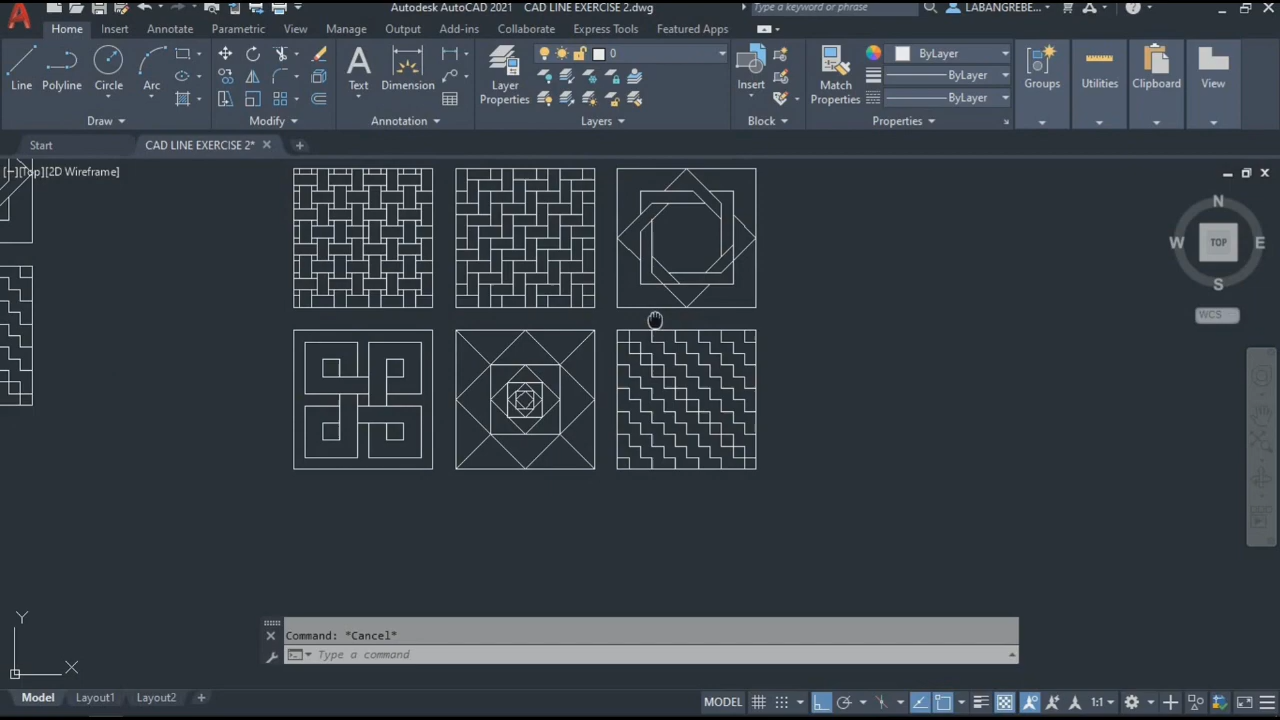 Autodesk AutoCAD 2021 CAD LINE EXERCISE 2.dwg
Type a keyword or phrase
LABANGREBE...
Home Insert Annotate Parametric View Manage Output Add-ins Collaborate Express Tools Featured Apps
0
ByLayer
ByLayer
ByLayer
Line Polyline Circle Arc
Text Dimension
Layer Properties
Insert
Match Properties
Groups Utilities Clipboard View
Draw Modify Annotation Layers Block Properties
Start CAD LINE EXERCISE 2*
[−][Top][2D Wireframe]
N
W TOP E
S
WCS
Command: *Cancel*
Type a command
Y
X
Model Layout1 Layout2
MODEL 1:1